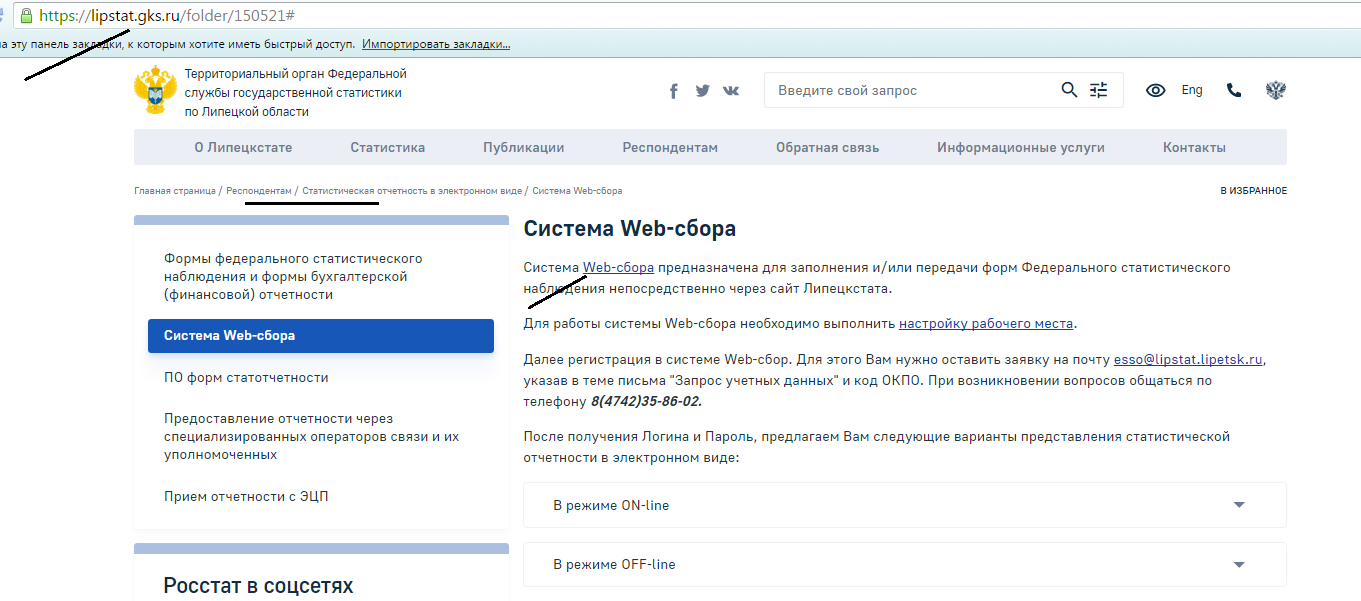 https://lipstat.gks.ru/folder/150521#
а эту панель закладки, к которым хотите иметь быстрый доступ. Импортировать закладки...
Территориальный орган Федеральной
службы государственной статистики
по Липецкой области
Введите свой запрос
Eng
О Липецкстате Статистика Публикации Респондентам Обратная связь Информационные услуги Контакты
Главная страница / Респондентам / Статистическая отчетность в электронном виде / Система Web-сбора
В ИЗБРАННОЕ
Формы федерального статистического
наблюдения и формы бухгалтерской
(финансовой) отчетности
Система Web-сбора
ПО форм статотчетности
Предоставление отчетности через
специализированных операторов связи и их
уполномоченных
Прием отчетности с ЭЦП
Росстат в соцсетях
Система Web-сбора
Система Web-сбора предназначена для заполнения и/или передачи форм Федерального статистического
наблюдения непосредственно через сайт Липецкстата.
Для работы системы Web-сбора необходимо выполнить настройку рабочего места.
Далее регистрация в системе Web-сбор. Для этого Вам нужно оставить заявку на почту esso@lipstat.lipetsk.ru,
указав в теме письма "Запрос учетных данных" и код ОКПО. При возникновении вопросов общаться по
телефону 8(4742)35-86-02.
После получения Логина и Пароль, предлагаем Вам следующие варианты представления статистической
отчетности в электронном виде:
В режиме ON-line
В режиме OFF-line